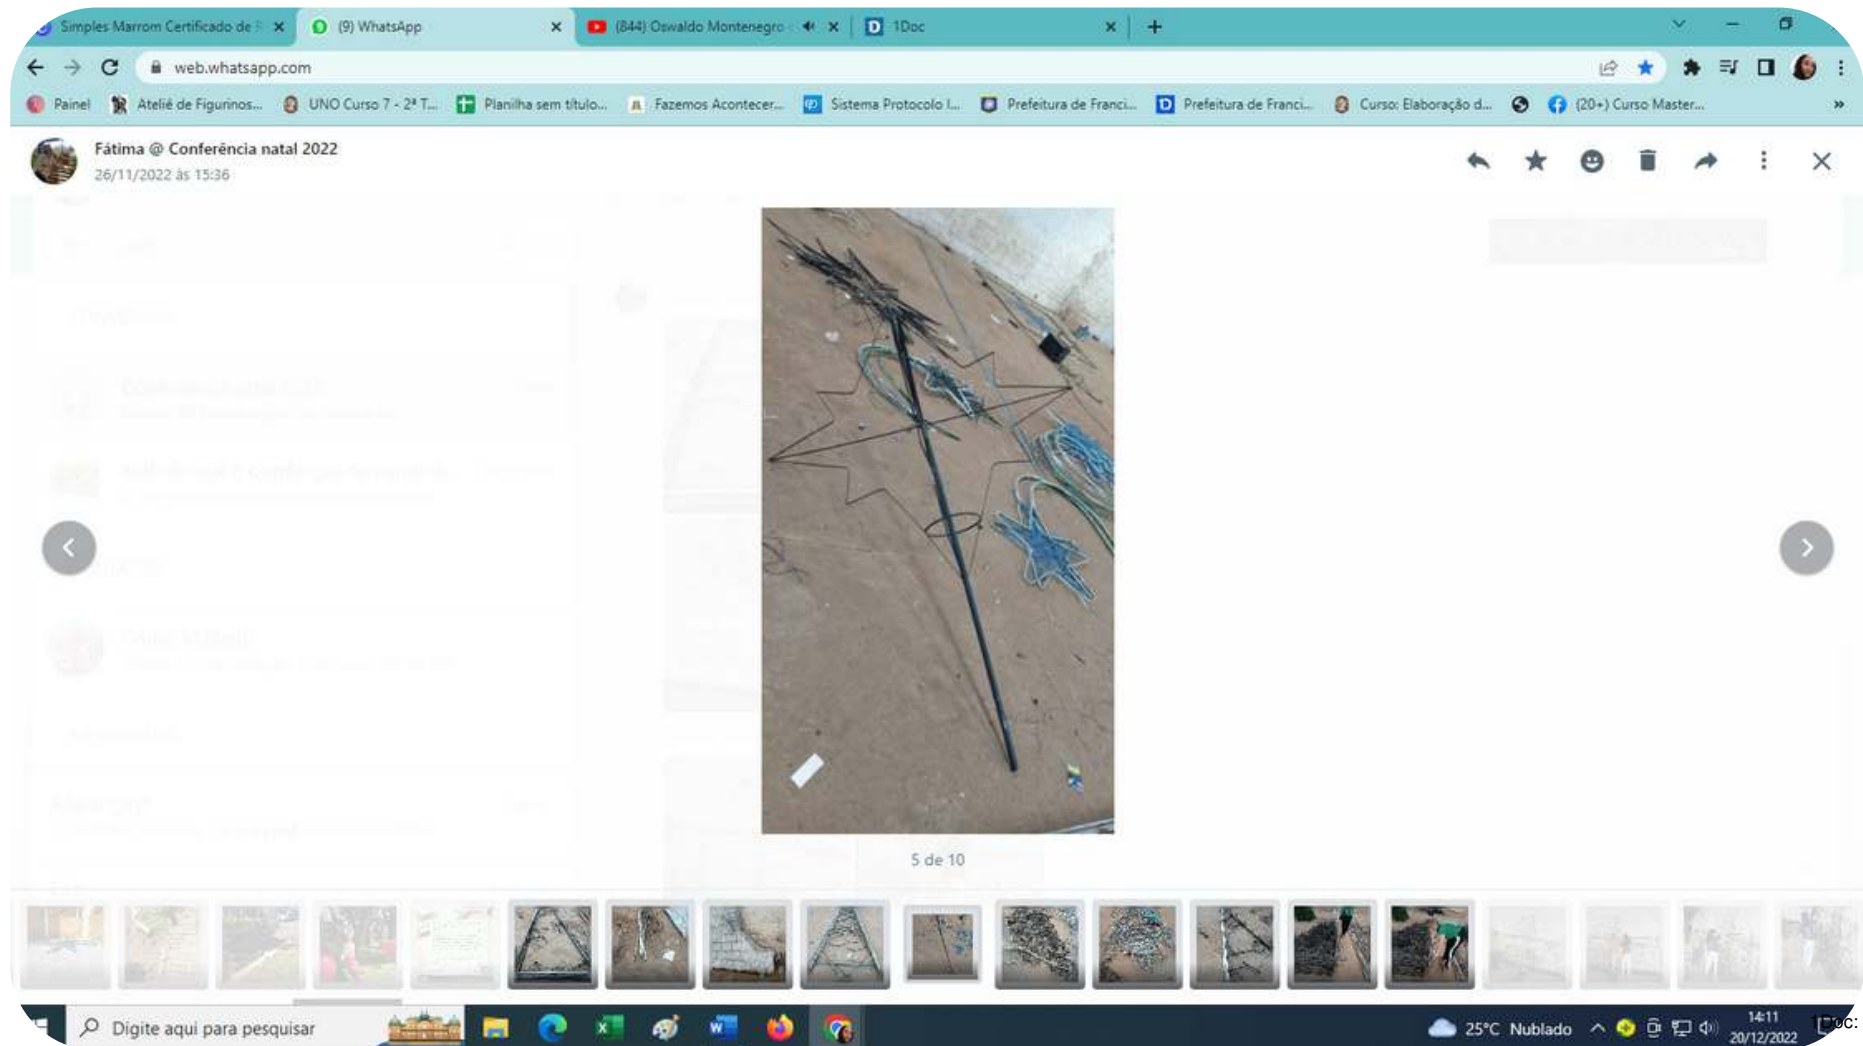 Simples Marrom Certificado de
(9) WhatsApp
(844) Oswaldo Montenegro
1Doc
web.whatsapp.com
Painel
Ateliê de Figurinos...
UNO Curso 7 - 2ª T...
Planilha sem título...
Fazemos Acontecer...
Sistema Protocolo I...
Prefeitura de Franci...
Prefeitura de Franci...
Curso: Elaboração d...
(20+) Curso Master...
Fátima @ Conferência natal 2022
26/11/2022 às 15:36
5 de 10
Digite aqui para pesquisar
25°C Nublado
14:11
20/12/2022
1Doc: